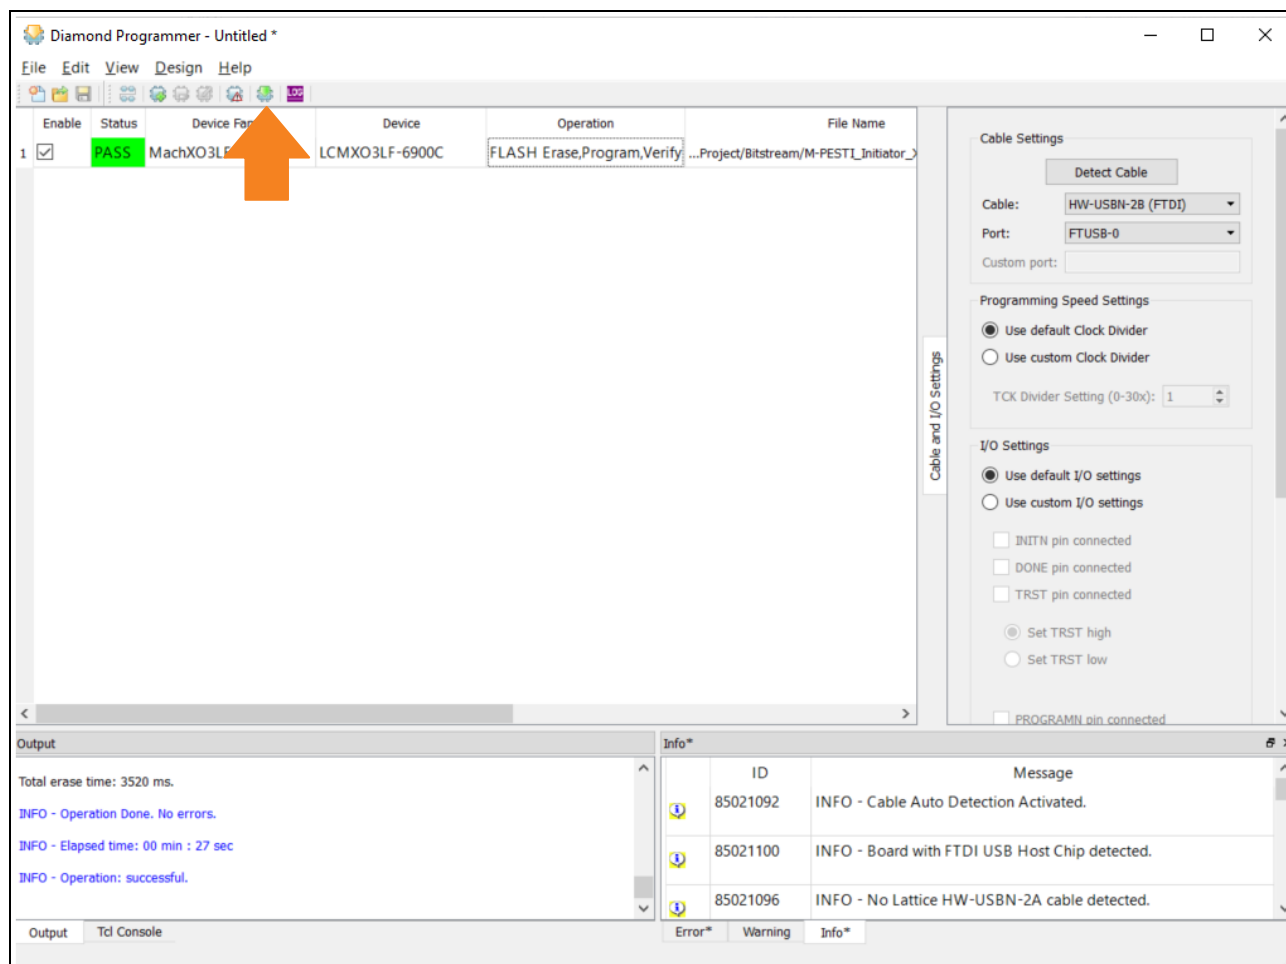 Diamond Programmer - Untitled *
File Edit View Design Help
LOG
Enable Status Device Fam Device Operation File Name
1 PASS MachXO3LF LCMXO3LF-6900C FLASH Erase,Program,Verify ...Project/Bitstream/M-PESTI_Initiator_X
Cable Settings
Detect Cable
Cable: HW-USBN-2B (FTDI)
Port: FTUSB-0
Custom port:
Programming Speed Settings
Use default Clock Divider
Use custom Clock Divider
TCK Divider Setting (0-30x): 1
Cable and I/O Settings
I/O Settings
Use default I/O settings
Use custom I/O settings
INITN pin connected
DONE pin connected
TRST pin connected
Set TRST high
Set TRST low
PROGRAMN pin connected
Output
Total erase time: 3520 ms.
INFO - Operation Done. No errors.
INFO - Elapsed time: 00 min : 27 sec
INFO - Operation: successful.
Output Tcl Console
Info*
ID Message
85021092 INFO - Cable Auto Detection Activated.
85021100 INFO - Board with FTDI USB Host Chip detected.
85021096 INFO - No Lattice HW-USBN-2A cable detected.
Error* Warning Info*